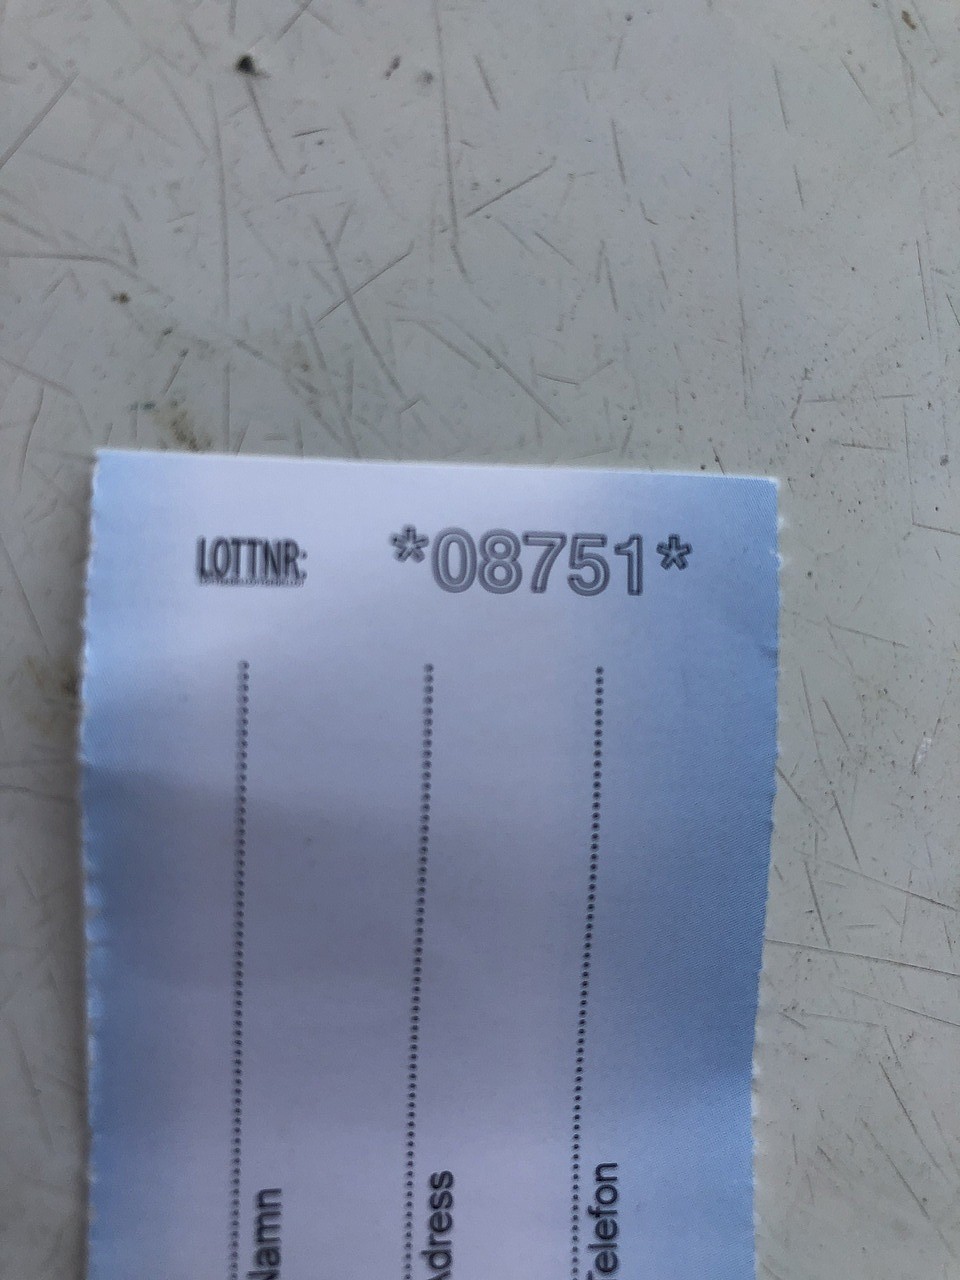 LOTTNR: *08751*
Namn
Adress
Telefon